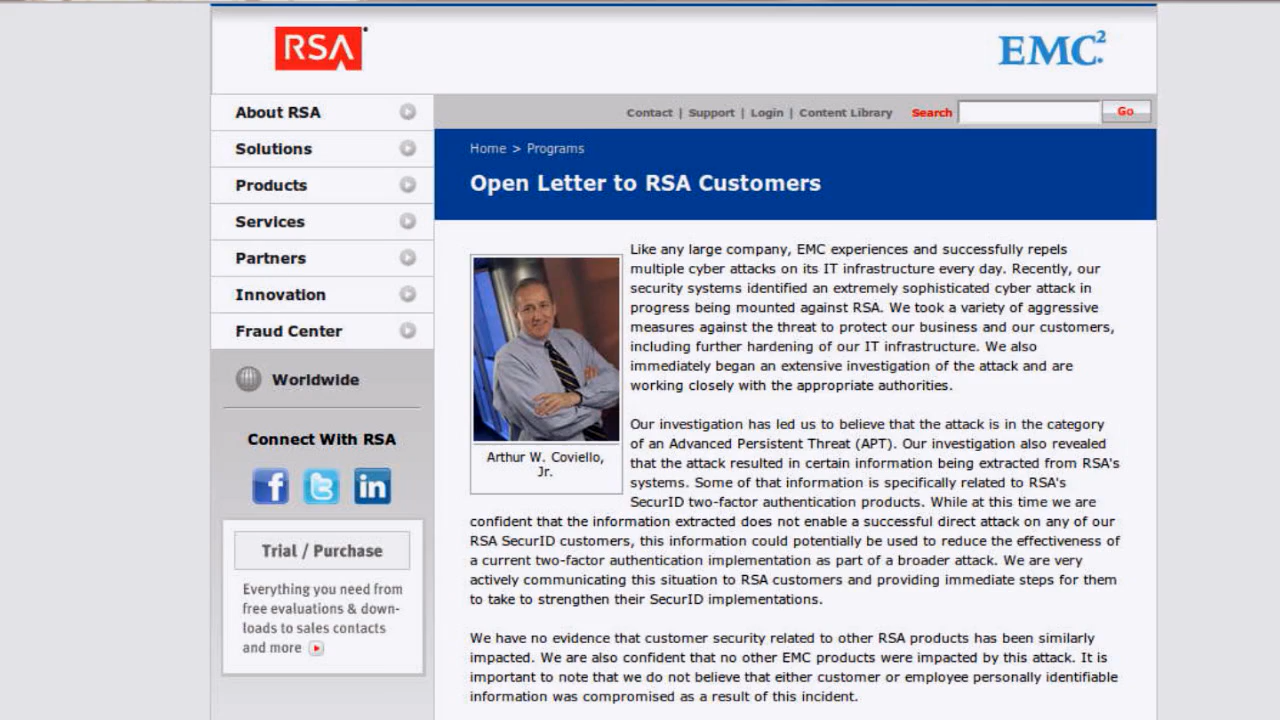 RSA
EMC²
About RSA
Solutions
Products
Services
Partners
Innovation
Fraud Center
Worldwide
Connect With RSA
f
t
in
Trial / Purchase
Everything you need from
free evaluations & down-
loads to sales contacts
and more
Contact | Support | Login | Content Library Search Go
Home > Programs
Open Letter to RSA Customers
Arthur W. Coviello,
Jr.
Like any large company, EMC experiences and successfully repels
multiple cyber attacks on its IT infrastructure every day. Recently, our
security systems identified an extremely sophisticated cyber attack in
progress being mounted against RSA. We took a variety of aggressive
measures against the threat to protect our business and our customers,
including further hardening of our IT infrastructure. We also
immediately began an extensive investigation of the attack and are
working closely with the appropriate authorities.
Our investigation has led us to believe that the attack is in the category
of an Advanced Persistent Threat (APT). Our investigation also revealed
that the attack resulted in certain information being extracted from RSA's
systems. Some of that information is specifically related to RSA's
SecurID two-factor authentication products. While at this time we are
confident that the information extracted does not enable a successful direct attack on any of our
RSA SecurID customers, this information could potentially be used to reduce the effectiveness of
a current two-factor authentication implementation as part of a broader attack. We are very
actively communicating this situation to RSA customers and providing immediate steps for them
to take to strengthen their SecurID implementations.
We have no evidence that customer security related to other RSA products has been similarly
impacted. We are also confident that no other EMC products were impacted by this attack. It is
important to note that we do not believe that either customer or employee personally identifiable
information was compromised as a result of this incident.